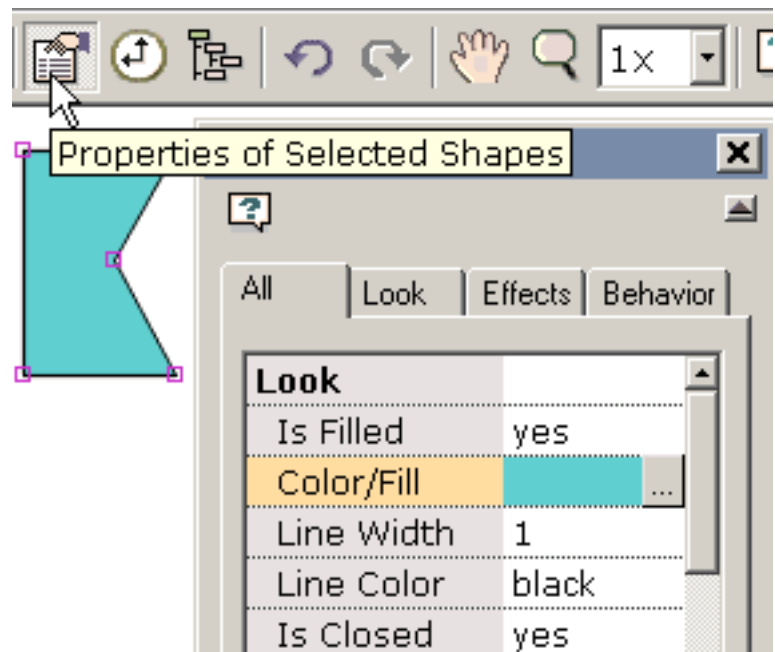 1x
Properties of Selected Shapes
?
All Look Effects Behavior
Look
Is Filled yes
Color/Fill ...
Line Width 1
Line Color black
Is Closed yes